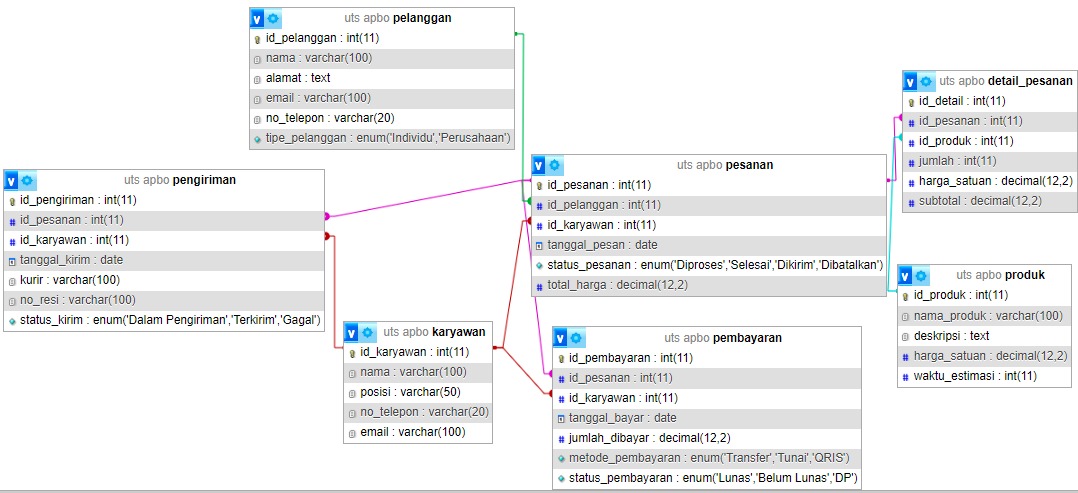 uts apbo pelanggan
id_pelanggan : int(11)
nama : varchar(100)
alamat : text
email : varchar(100)
no_telepon : varchar(20)
tipe_pelanggan : enum('Individu','Perusahaan')
uts apbo pengiriman
id_pengiriman : int(11)
id_pesanan : int(11)
id_karyawan : int(11)
tanggal_kirim : date
kurir : varchar(100)
no_resi : varchar(100)
status_kirim : enum('Dalam Pengiriman','Terkirim','Gagal')
uts apbo karyawan
id_karyawan : int(11)
nama : varchar(100)
posisi : varchar(50)
no_telepon : varchar(20)
email : varchar(100)
uts apbo pesanan
id_pesanan : int(11)
id_pelanggan : int(11)
id_karyawan : int(11)
tanggal_pesan : date
status_pesanan : enum('Diproses','Selesai','Dikirim','Dibatalkan')
total_harga : decimal(12,2)
uts apbo pembayaran
id_pembayaran : int(11)
id_pesanan : int(11)
id_karyawan : int(11)
tanggal_bayar : date
jumlah_dibayar : decimal(12,2)
metode_pembayaran : enum('Transfer','Tunai','QRIS')
status_pembayaran : enum('Lunas','Belum Lunas','DP')
uts apbo detail_pesanan
id_detail : int(11)
id_pesanan : int(11)
id_produk : int(11)
jumlah : int(11)
harga_satuan : decimal(12,2)
subtotal : decimal(12,2)
uts apbo produk
id_produk : int(11)
nama_produk : varchar(100)
deskripsi : text
harga_satuan : decimal(12,2)
waktu_estimasi : int(11)